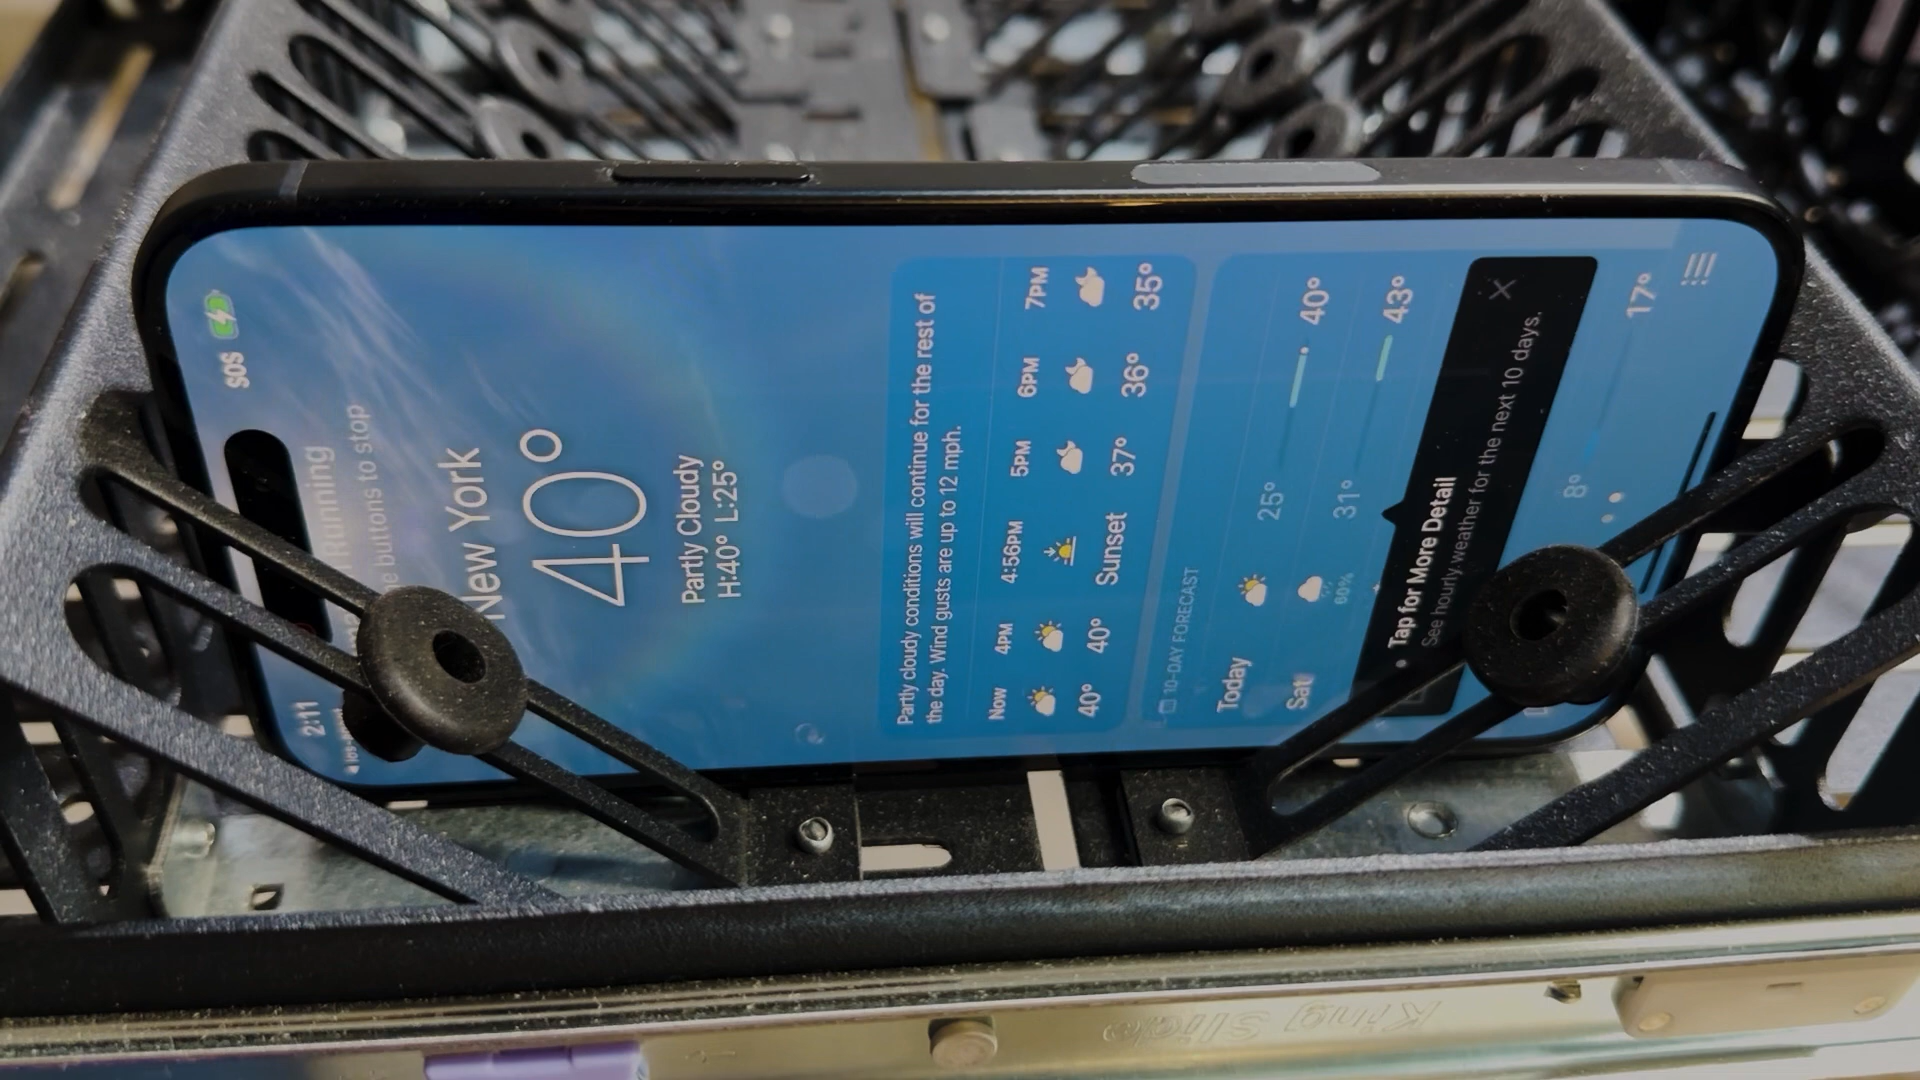 2:11
SOS
Running
e buttons to stop
New York
40°
Partly Cloudy
H:40° L:25°
Partly cloudy conditions will continue for the rest of
the day. Wind gusts are up to 12 mph.
Now 4PM 4:56PM 5PM 6PM 7PM
40° 40° Sunset 37° 36° 35°
10-DAY FORECAST
Today 25° 40°
Sat 60% 31° 43°
Tap for More Detail
See hourly weather for the next 10 days.
8° 17°
King Slide